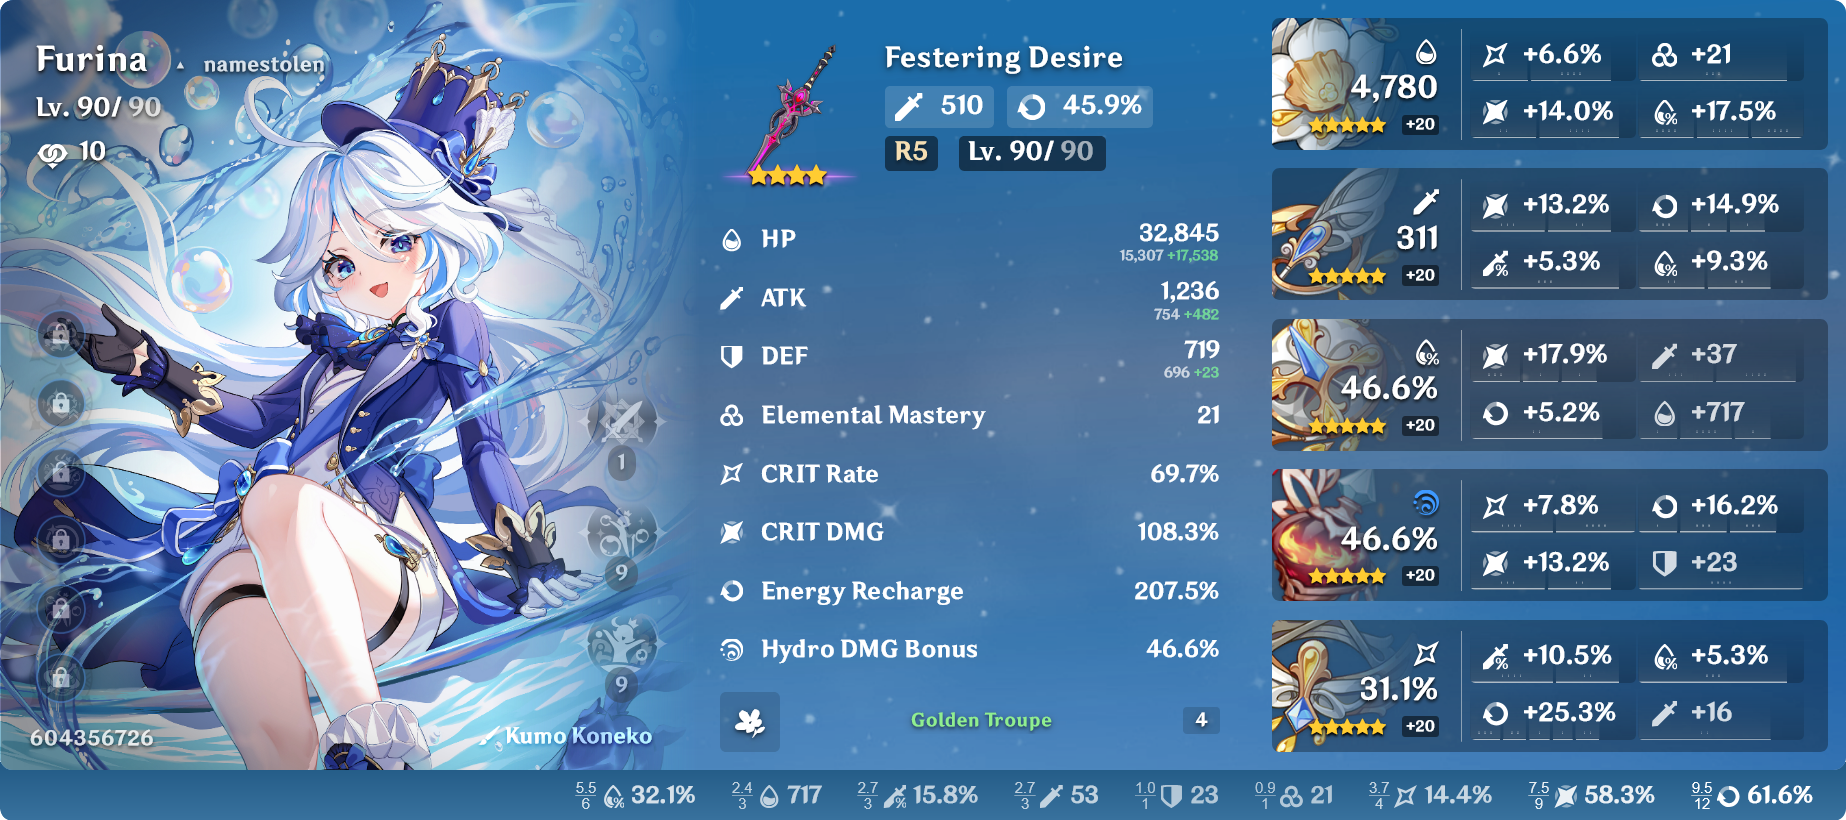 Furina ▲ namestolen
Lv. 90/ 90
10
1
9
9
604356726
Kumo Koneko
Festering Desire
510 45.9%
R5 Lv. 90/ 90
HP 32,845
15,307 +17,538
ATK 1,236
754 +482
DEF 719
696 +23
Elemental Mastery 21
CRIT Rate 69.7%
CRIT DMG 108.3%
Energy Recharge 207.5%
Hydro DMG Bonus 46.6%
Golden Troupe 4
4,780
+20
+6.6% +21
+14.0% +17.5%
311
+20
+13.2% +14.9%
+5.3% +9.3%
46.6%
+20
+17.9% +37
+5.2% +717
46.6%
+20
+7.8% +16.2%
+13.2% +23
31.1%
+20
+10.5% +5.3%
+25.3% +16
5.5/6 32.1% 2.4/3 717 2.7/3 15.8% 2.7/3 53 1.0/1 23 0.9/1 21 3.7/4 14.4% 7.5/9 58.3% 9.5/12 61.6%